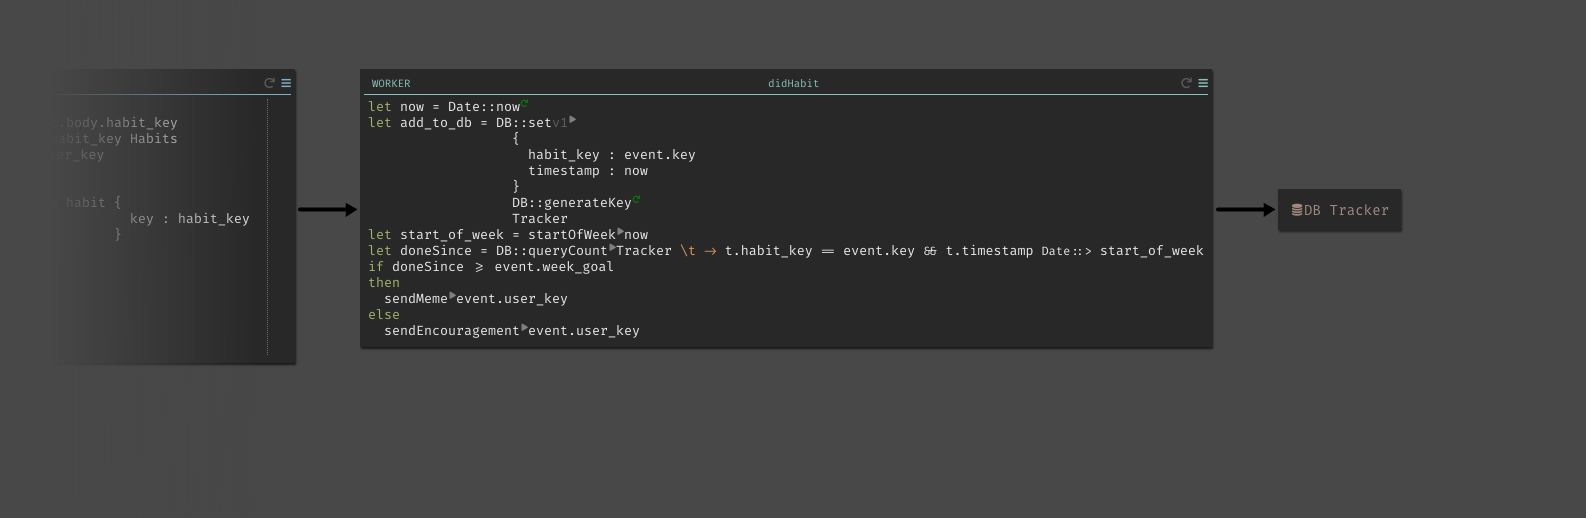 .body.habit_key
habit_key Habits
user_key
habit {
key : habit_key
}
WORKER didHabit
let now = Date::now
let add_to_db = DB::setv1
{
habit_key : event.key
timestamp : now
}
DB::generateKey
Tracker
let start_of_week = startOfWeek now
let doneSince = DB::queryCount Tracker \t -> t.habit_key == event.key && t.timestamp Date::> start_of_week
if doneSince >= event.week_goal
then
sendMeme event.user_key
else
sendEncouragement event.user_key
DB Tracker